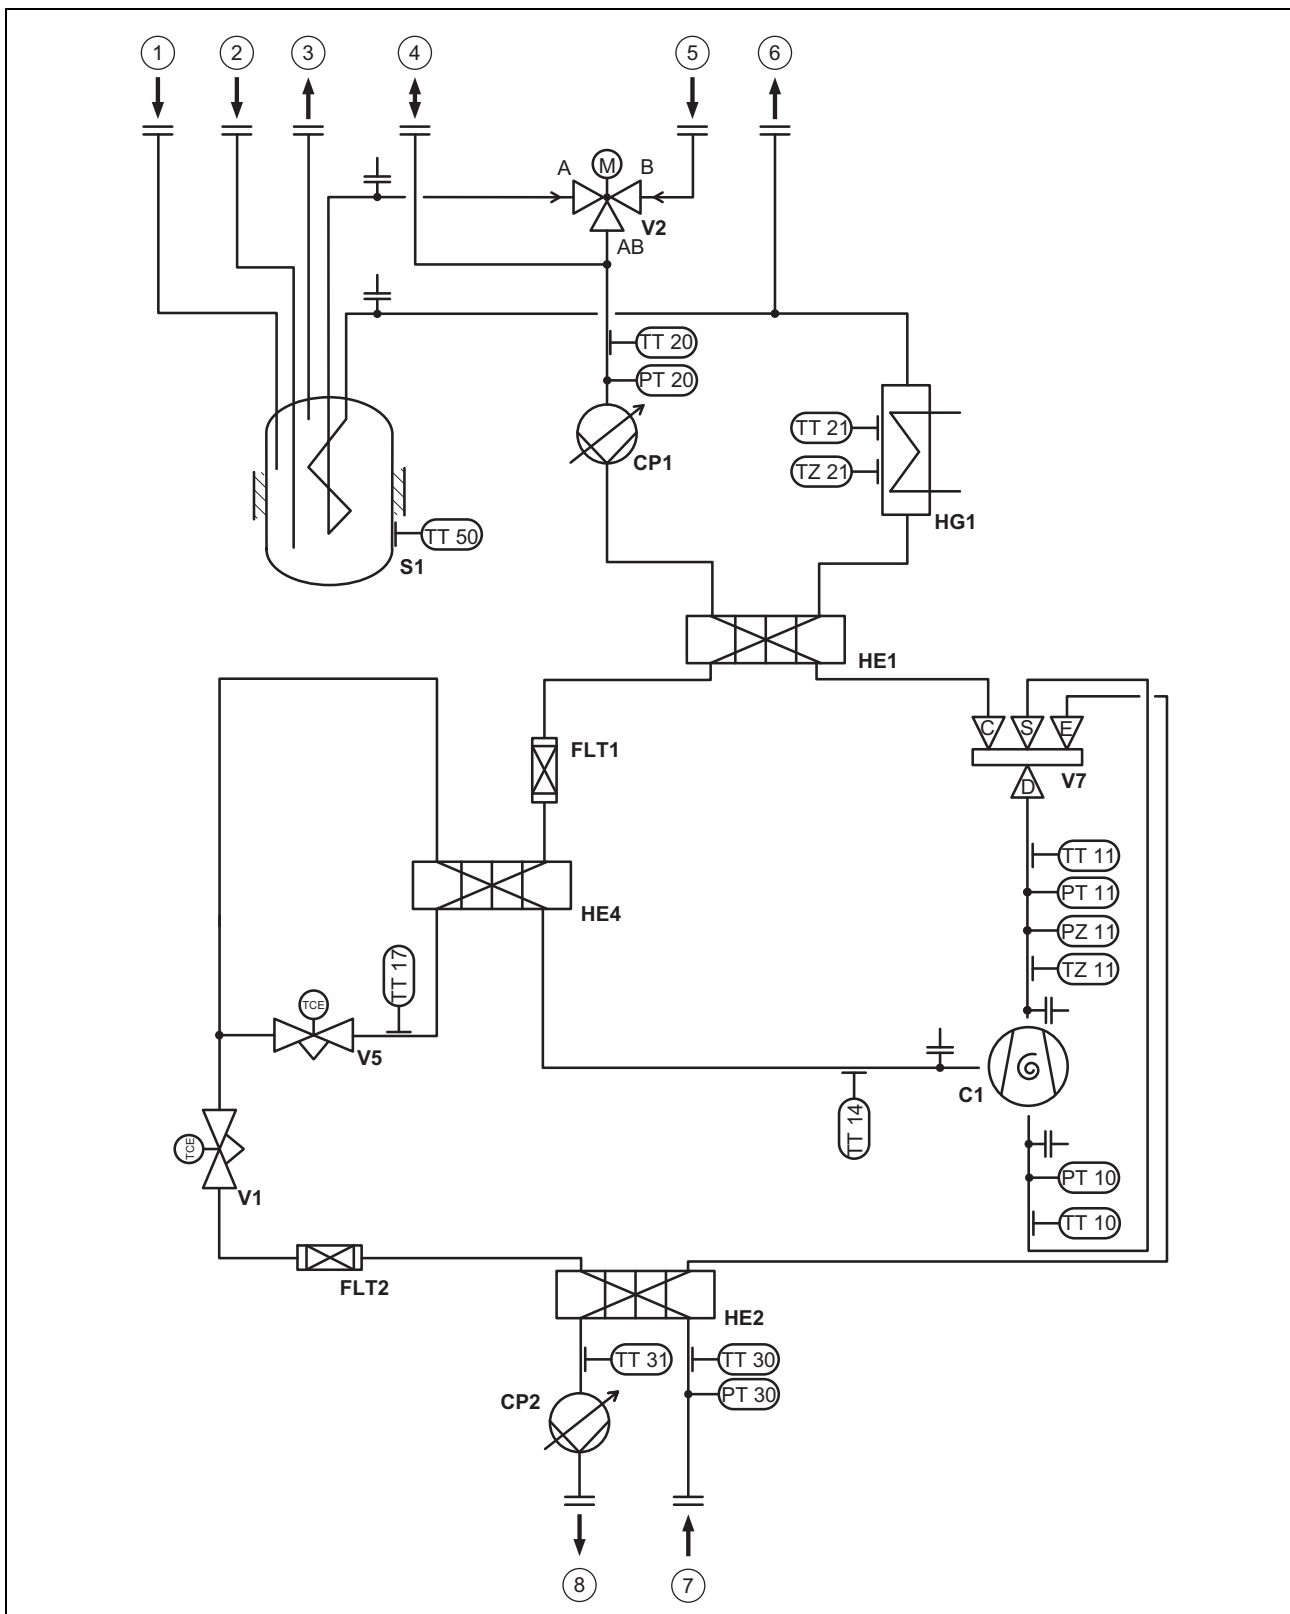 1 2 3 4 5 6
A M B
V2
AB
TT 20
PT 20
CP1
TT 21
TZ 21
HG1
TT 50
S1
HE1
C S E
V7
D
FLT1
TT 11
PT 11
PZ 11
TZ 11
HE4
TT 17
TCE
V5
C1
TT 14
TCE
V1
PT 10
TT 10
FLT2
HE2
TT 31
TT 30
PT 30
CP2
8 7